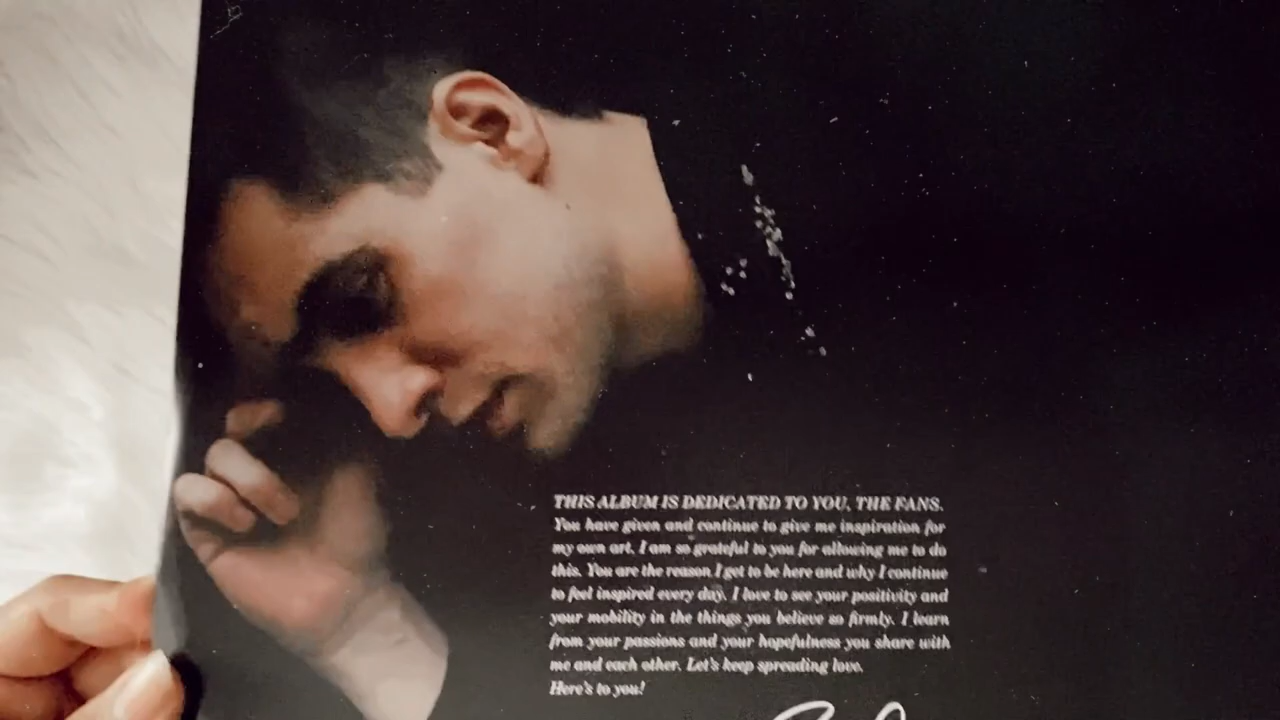 THIS ALBUM IS DEDICATED TO YOU, THE FANS.
You have given and continue to give me inspiration for
my own art. I am so grateful to you for allowing me to do
this. You are the reason I get to be here and why I continue
to feel inspired every day. I love to see your positivity and
your mobility in the things you believe so firmly. I learn
from your passions and your hopefulness you share with
me and each other. Let's keep spreading love.
Here's to you!